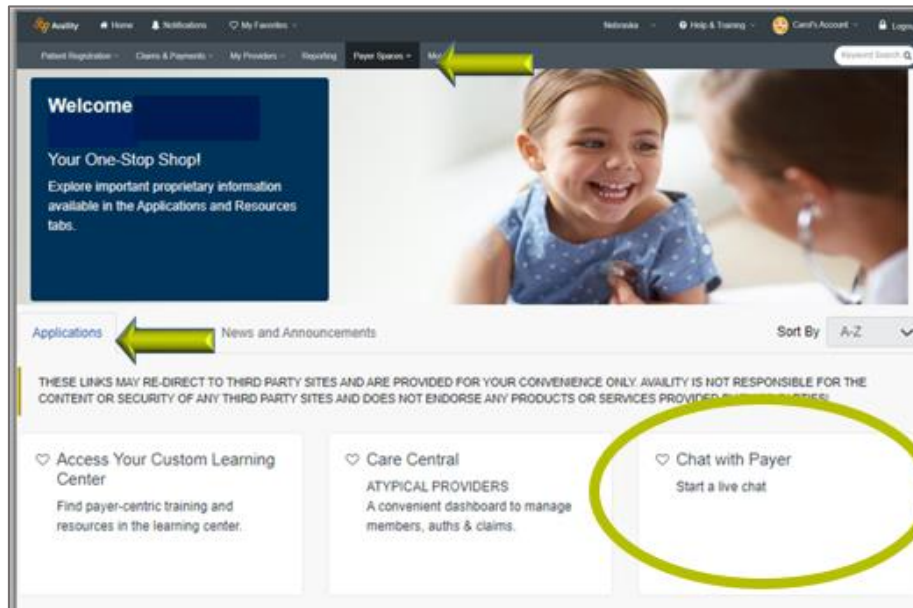 Availity Home Notifications My Favorites Nebraska Help & Training Carol's Account
Patient Registration Claims & Payments My Providers Reporting Payer Spaces
Keyword Search
Welcome
Your One-Stop Shop!
Explore important proprietary information
available in the Applications and Resources
tabs.
Applications News and Announcements Sort By A-Z
THESE LINKS MAY RE-DIRECT TO THIRD PARTY SITES AND ARE PROVIDED FOR YOUR CONVENIENCE ONLY. AVAILITY IS NOT RESPONSIBLE FOR THE
CONTENT OR SECURITY OF ANY THIRD PARTY SITES AND DOES NOT ENDORSE ANY PRODUCTS OR SERVICES
Access Your Custom Learning
Center
Find payer-centric training and
resources in the learning center.
Care Central
ATYPICAL PROVIDERS
A convenient dashboard to manage
members, auths & claims.
Chat with Payer
Start a live chat